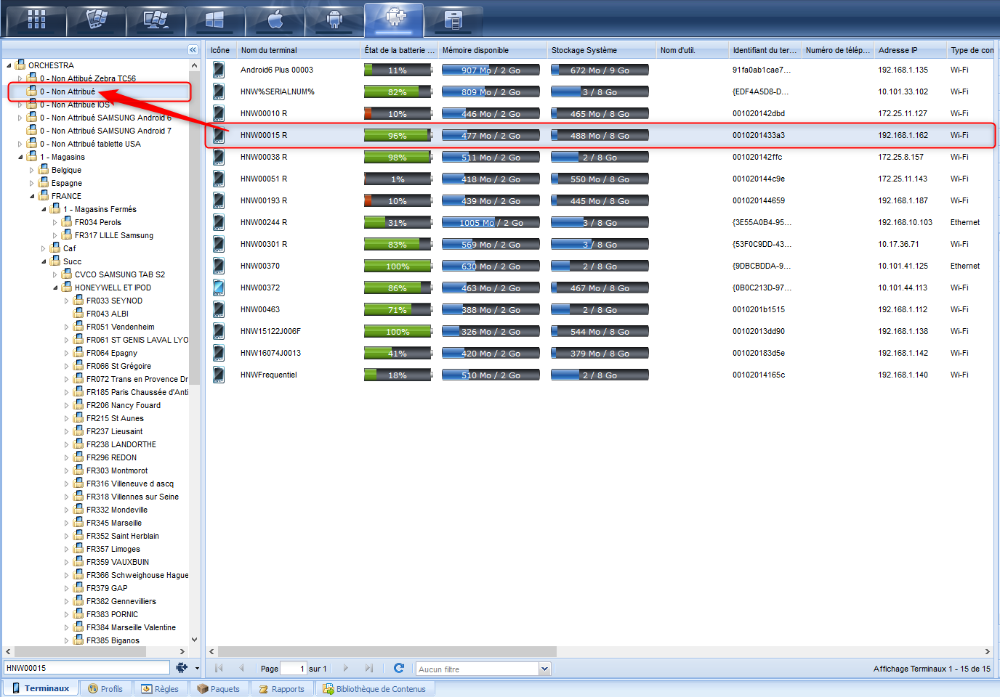 Icône Nom du terminal État de la batterie ... Mémoire disponible Stockage Système Nom d'util. Identifiant du ter... Numéro de télép... Adresse IP Type de con
ORCHESTRA
0 - Non Attibué Zebra TC56
0 - Non Attribué
0 - Non Attribué IOS
0 - Non Attribué SAMSUNG Android 6
0 - Non Attribué SAMSUNG Android 7
0 - Non Attribué tablette USA
1 - Magasins
Belgique
Espagne
FRANCE
1 - Magasins Fermés
FR034 Perols
FR317 LILLE Samsung
Caf
Succ
CVCO SAMSUNG TAB S2
HONEYWELL ET IPOD
FR033 SEYNOD
FR043 ALBI
FR051 Vendenheim
FR061 ST GENIS LAVAL LYO
FR064 Epagny
FR066 St Grégoire
FR072 Trans en Provence Dr
FR185 Paris Chaussée d'Anti
FR206 Nancy Fouard
FR215 St Aunes
FR237 Lieusaint
FR238 LANDORTHE
FR296 REDON
FR303 Montmorot
FR316 Villeneuve d ascq
FR318 Villennes sur Seine
FR332 Mondeville
FR345 Marseille
FR352 Saint Herblain
FR357 Limoges
FR359 VAUXBUIN
FR366 Schweighouse Hague
FR379 GAP
FR382 Gennevilliers
FR383 PORNIC
FR384 Marseille Valentine
FR385 Biganos
Android6 Plus 00003 11% 907 Mo / 2 Go 672 Mo / 9 Go 91fa0ab1cae7... 192.168.1.135 Wi-Fi
HNW%SERIALNUM% 82% 809 Mo / 2 Go 3 / 8 Go {EDF4A5D8-D... 10.101.33.102 Wi-Fi
HNW00010 R 10% 446 Mo / 2 Go 465 Mo / 8 Go 001020142dbd 172.25.11.127 Wi-Fi
HNW00015 R 96% 477 Mo / 2 Go 488 Mo / 8 Go 0010201433a3 192.168.1.162 Wi-Fi
HNW00038 R 98% 511 Mo / 2 Go 2 / 8 Go 001020142ffc 172.25.8.157 Wi-Fi
HNW00051 R 1% 418 Mo / 2 Go 550 Mo / 8 Go 001020144c9e 172.25.11.143 Wi-Fi
HNW00193 R 10% 439 Mo / 2 Go 445 Mo / 8 Go 001020144659 192.168.1.187 Wi-Fi
HNW00244 R 31% 1005 Mo / 2 Go 3 / 8 Go {3E55A0B4-95... 192.168.10.103 Ethernet
HNW00301 R 83% 569 Mo / 2 Go 3 / 8 Go {53F0C9DD-43... 10.17.36.71 Wi-Fi
HNW00370 100% 630 Mo / 2 Go 2 / 8 Go {9DBCBDDA-9... 10.101.41.125 Ethernet
HNW00372 86% 463 Mo / 2 Go 467 Mo / 8 Go {0B0C213D-97... 10.101.44.113 Wi-Fi
HNW00463 71% 388 Mo / 2 Go 2 / 8 Go 0010201b1515 192.168.1.112 Wi-Fi
HNW15122J006F 100% 326 Mo / 2 Go 544 Mo / 8 Go 00102013dd90 192.168.1.138 Wi-Fi
HNW16074J0013 41% 420 Mo / 2 Go 379 Mo / 8 Go 001020183d5e 192.168.1.142 Wi-Fi
HNWFrequentiel 18% 510 Mo / 2 Go 2 / 8 Go 00102014165c 192.168.1.140 Wi-Fi
HNW00015 Page 1 sur 1 Aucun filtre Affichage Terminaux 1 - 15 de 15
Terminaux Profils Règles Paquets Rapports Bibliothèque de Contenus